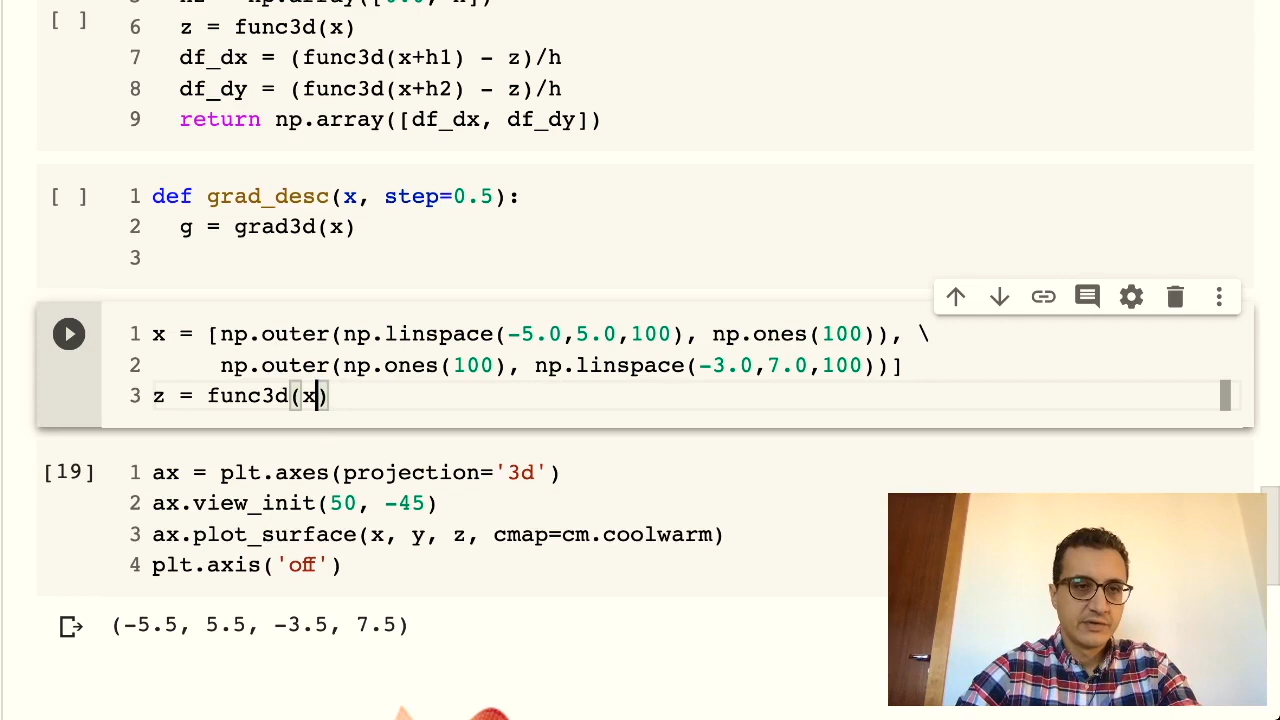 [ ]
6 z = func3d(x)
7 df_dx = (func3d(x+h1) - z)/h
8 df_dy = (func3d(x+h2) - z)/h
9 return np.array([df_dx, df_dy])
[ ]
1 def grad_desc(x, step=0.5):
2 g = grad3d(x)
3
1 x = [np.outer(np.linspace(-5.0,5.0,100), np.ones(100)), \
2 np.outer(np.ones(100), np.linspace(-3.0,7.0,100))]
3 z = func3d(x)
[19]
1 ax = plt.axes(projection='3d')
2 ax.view_init(50, -45)
3 ax.plot_surface(x, y, z, cmap=cm.coolwarm)
4 plt.axis('off')
(-5.5, 5.5, -3.5, 7.5)